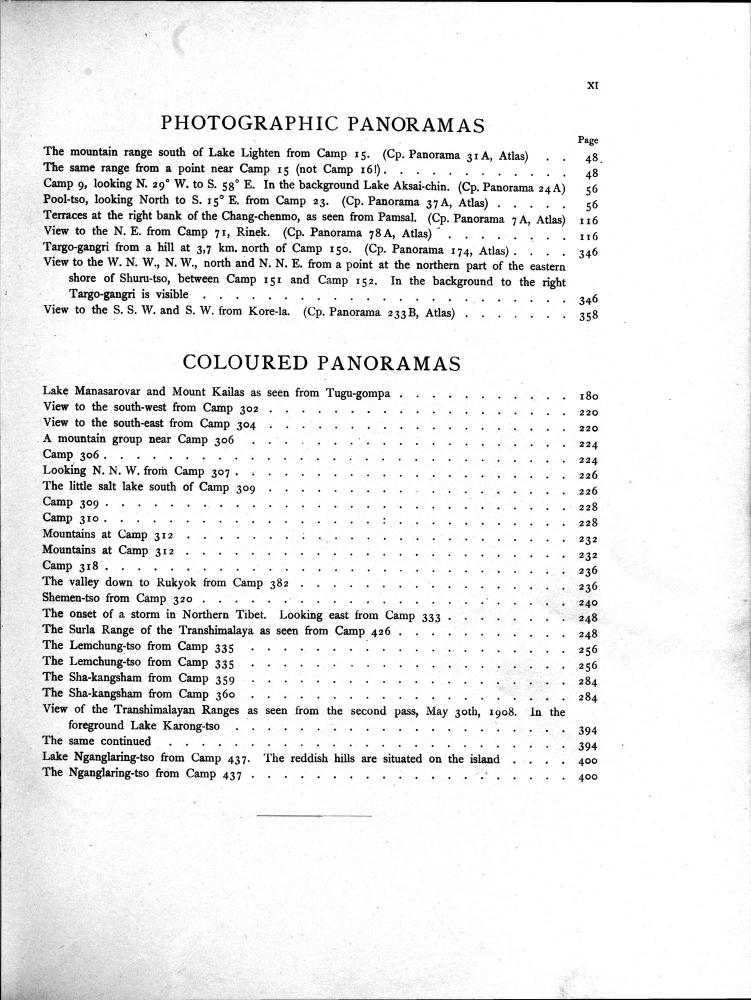 XI
PHOTOGRAPHIC PANORAMAS
Page
The mountain range south of Lake Lighten from Camp 15. (Cp. Panorama 31 A, Atlas) . . 48
The same range from a point near Camp 15 (not Camp 16!). . . . . . . . . . . . 48
Camp 9, looking N. 29° W. to S. 58° E. In the background Lake Aksai-chin. (Cp. Panorama 24 A) 56
Pool-tso, looking North to S. 15° E. from Camp 23. (Cp. Panorama 37 A, Atlas) . . . . . 56
Terraces at the right bank of the Chang-chenmo, as seen from Pamsal. (Cp. Panorama 7 A, Atlas) 116
View to the N. E. from Camp 71, Rinek. (Cp. Panorama 78 A, Atlas) . . . . . . . . 116
Targo-gangri from a hill at 3,7 km. north of Camp 150. (Cp. Panorama 174, Atlas) . . . . 346
View to the W. N. W., N. W., north and N. N. E. from a point at the northern part of the eastern
shore of Shuru-tso, between Camp 151 and Camp 152. In the background to the right
Targo-gangri is visible . . . . . . . . . . . . . . . . . . . . . . . 346
View to the S. S. W. and S. W. from Kore-la. (Cp. Panorama 233 B, Atlas) . . . . . . . 358
COLOURED PANORAMAS
Lake Manasarovar and Mount Kailas as seen from Tugu-gompa . . . . . . . . . . . 180
View to the south-west from Camp 302 . . . . . . . . . . . . . . . . . . . 220
View to the south-east from Camp 304 . . . . . . . . . . . . . . . . . . . 220
A mountain group near Camp 306 . . . . . . . . . . . . . . . . . . . . 224
Camp 306 . . . . . . . . . . . . . . . . . . . . . . . . . . . . . 224
Looking N. N. W. from Camp 307 . . . . . . . . . . . . . . . . . . . . . 226
The little salt lake south of Camp 309 . . . . . . . . . . . . . . . . . . . 226
Camp 309 . . . . . . . . . . . . . . . . . . . . . . . . . . . . . 228
Camp 310 . . . . . . . . . . . . . . . . . . . . . . . . . . . . . 228
Mountains at Camp 312 . . . . . . . . . . . . . . . . . . . . . . . . 232
Mountains at Camp 312 . . . . . . . . . . . . . . . . . . . . . . . . 232
Camp 318 . . . . . . . . . . . . . . . . . . . . . . . . . . . . . 236
The valley down to Rukyok from Camp 382 . . . . . . . . . . . . . . . . . 236
Shemen-tso from Camp 320 . . . . . . . . . . . . . . . . . . . . . . . 240
The onset of a storm in Northern Tibet. Looking east from Camp 333 . . . . . . . . 248
The Surla Range of the Transhimalaya as seen from Camp 426 . . . . . . . . . . . 248
The Lemchung-tso from Camp 335 . . . . . . . . . . . . . . . . . . . . 256
The Lemchung-tso from Camp 335 . . . . . . . . . . . . . . . . . . . . 256
The Sha-kangsham from Camp 359 . . . . . . . . . . . . . . . . . . . . 284
The Sha-kangsham from Camp 360 . . . . . . . . . . . . . . . . . . . . 284
View of the Transhimalayan Ranges as seen from the second pass, May 30th, 1908. In the
foreground Lake Karong-tso . . . . . . . . . . . . . . . . . . . . . 394
The same continued . . . . . . . . . . . . . . . . . . . . . . . . . 394
Lake Nganglaring-tso from Camp 437. The reddish hills are situated on the island . . . . 400
The Nganglaring-tso from Camp 437 . . . . . . . . . . . . . . . . . . . . 400